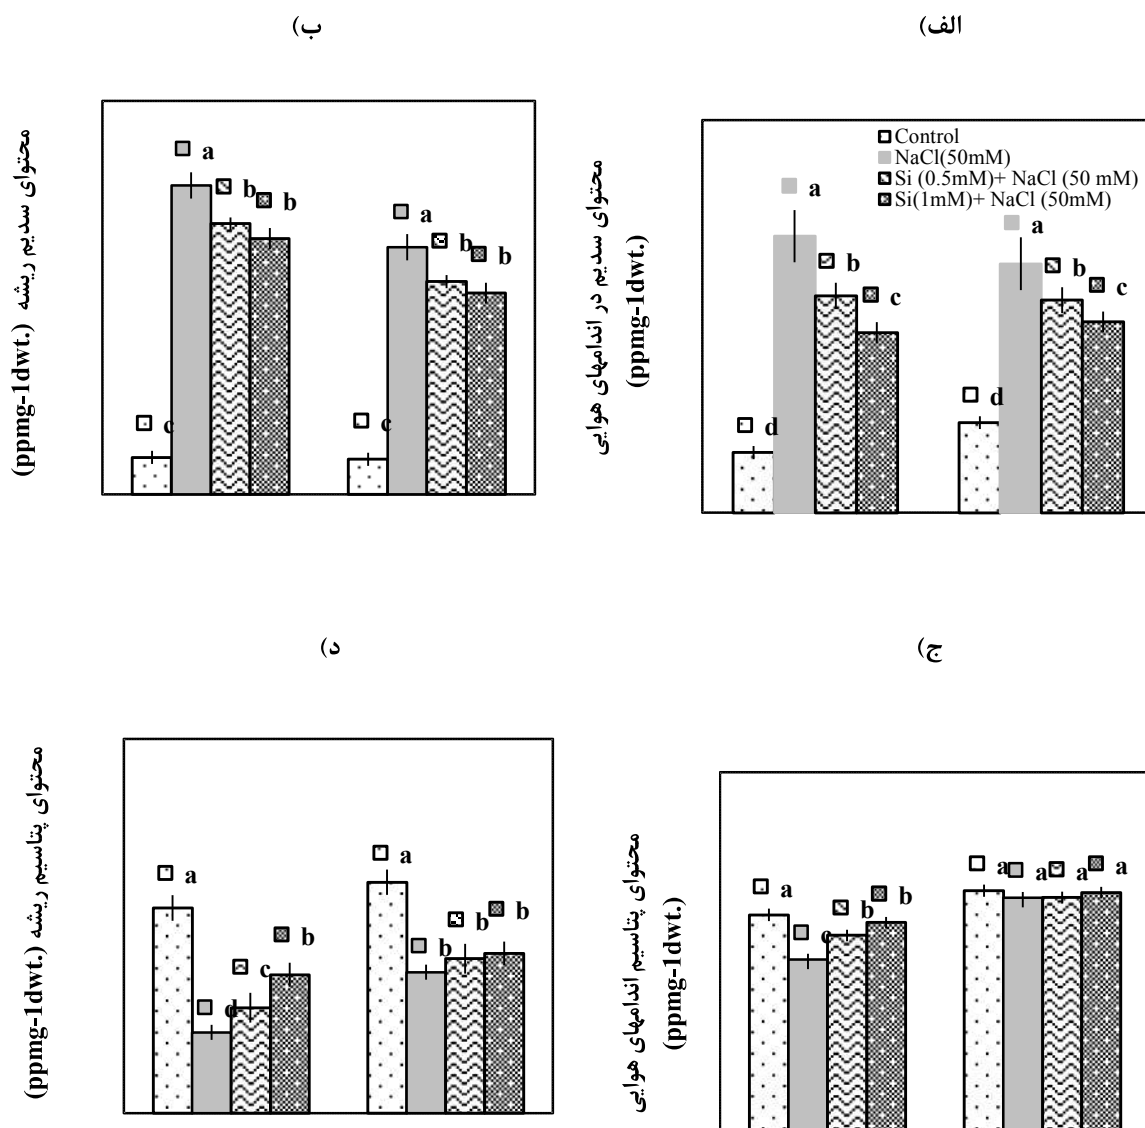 الف)
محتوای سدیم در اندامهای هوایی
(ppmg-1dwt.)
Control
NaCl(50mM)
Si (0.5mM)+ NaCl (50 mM)
Si(1mM)+ NaCl (50mM)
d
a
b
c
d
a
b
c
ب)
محتوای سدیم ریشه (ppmg-1dwt.)
c
a
b
b
c
a
b
b
ج)
محتوای پتاسیم اندامهای هوایی
(ppmg-1dwt.)
a
c
b
b
a
a
a
a
د)
محتوای پتاسیم ریشه (ppmg-1dwt.)
a
d
c
b
a
b
b
b